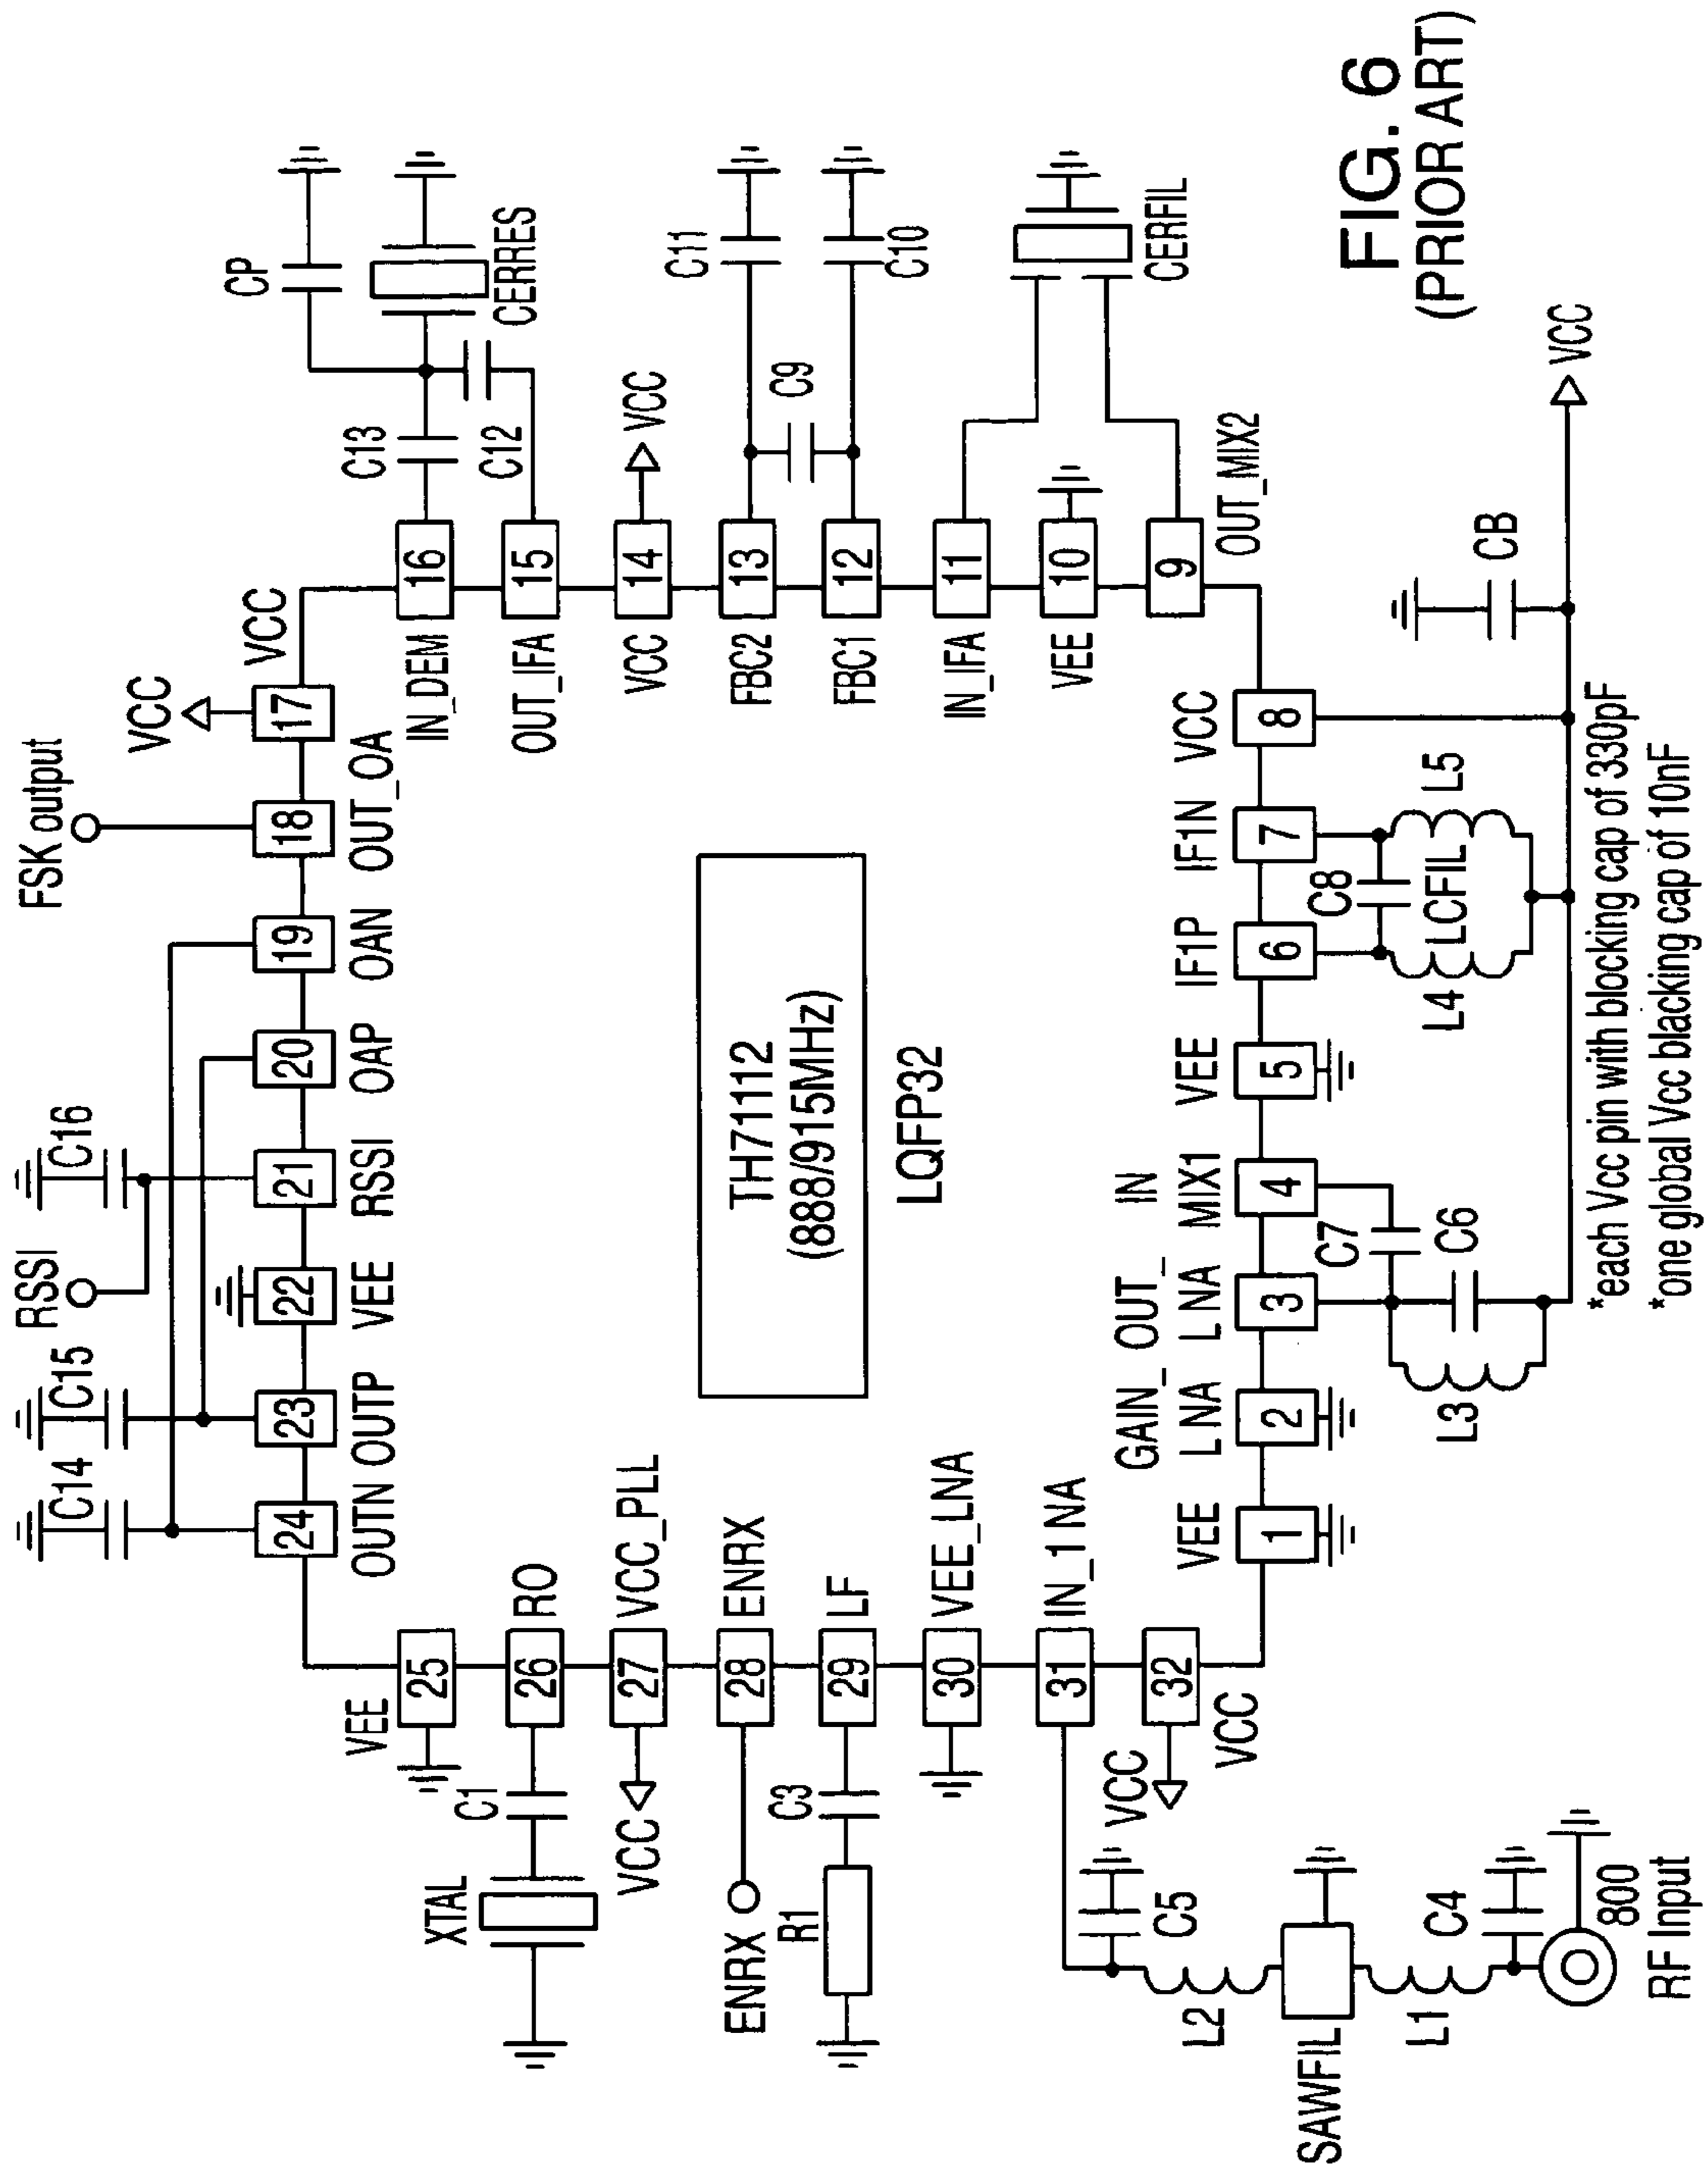 FSK output
VCC
RSSI
C14
C15
C16
24
23
22
21
20
19
18
17
VCC
OUTN
OUTP
VEE
RSSI
OAP
OAN
OUT_OA
VEE
25
XTAL
C1
26
RO
VCC
27
VCC_PLL
ENRX
28
ENRX
R1
C3
29
LF
30
VEE_LNA
31
IN_1 NA
32
VCC
VCC
C5
L2
SAWFIL
L1
C4
800
RF Input
TH71112
(888/915MHz)
LQFP32
IN_DEM
16
C13
CP
CERRES
OUT_IFA
15
C12
VCC
14
VCC
FBC2
13
C11
C9
FBC1
12
C10
IN_IFA
11
CERFIL
VEE
10
9
OUT_MIX2
VEE
GAIN_
LNA
OUT_
LNA
IN
MIX1
VEE
IF1P
IF1N
VCC
1
2
3
4
5
6
7
8
L3
C7
C6
C8
L4
LCFIL
L5
CB
VCC
*each Vcc pin with blocking cap of 330pF
*one global Vcc blacking cap of 10nF
FIG. 6
(PRIOR ART)